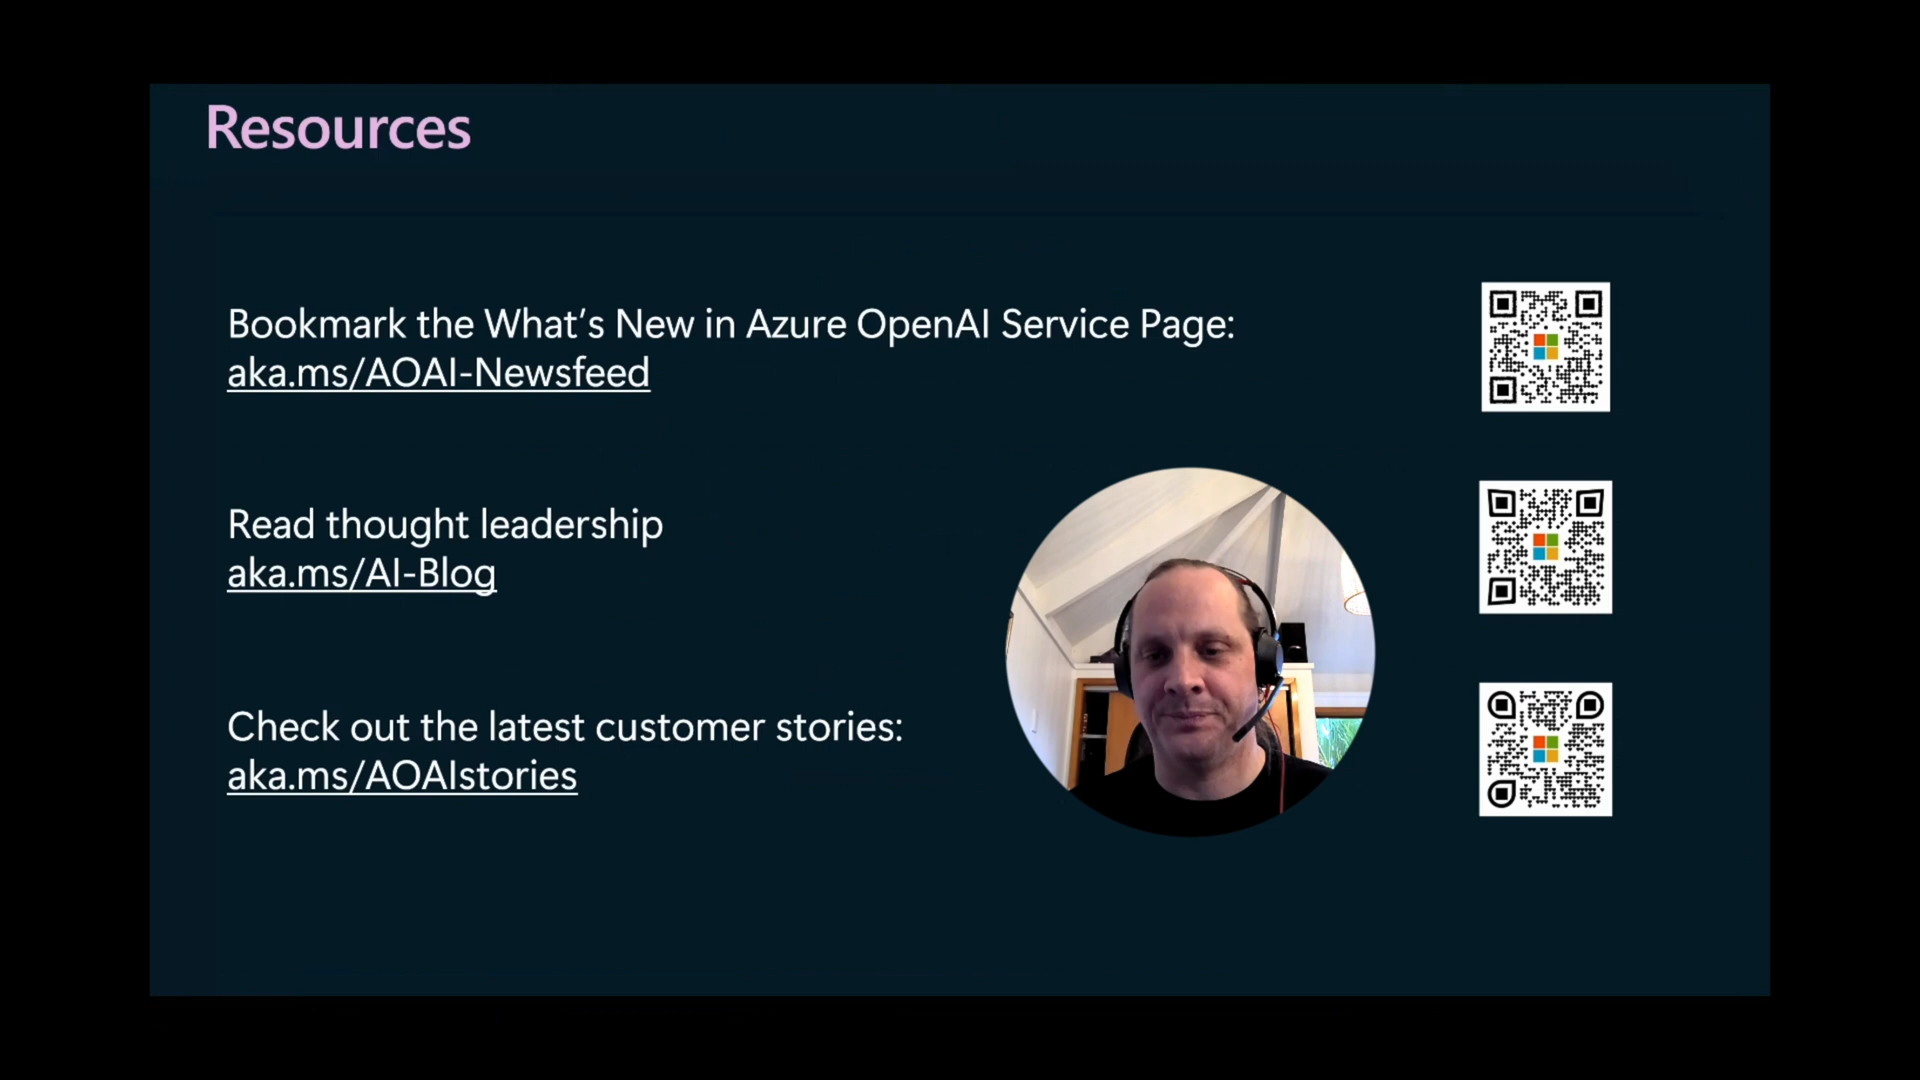 Resources
Bookmark the What's New in Azure OpenAI Service Page:
aka.ms/AOAI-Newsfeed
Read thought leadership
aka.ms/AI-Blog
Check out the latest customer stories:
aka.ms/AOAIstories